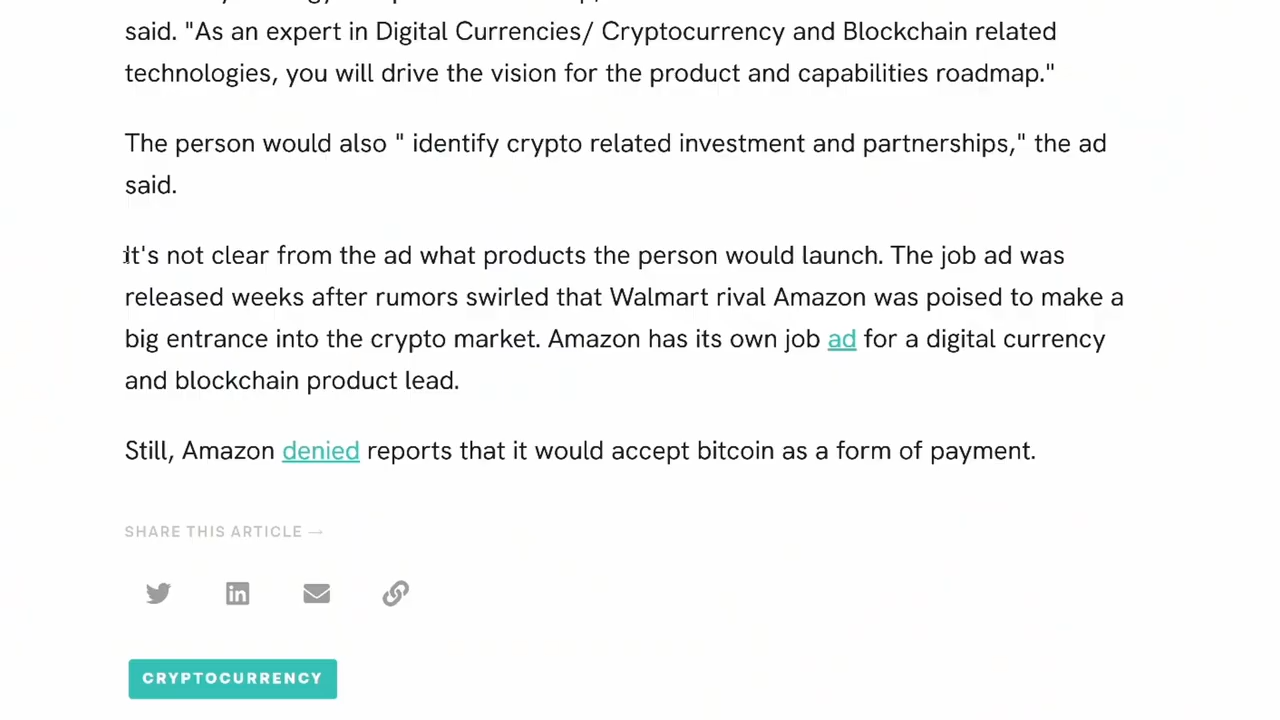 said. "As an expert in Digital Currencies/ Cryptocurrency and Blockchain related
technologies, you will drive the vision for the product and capabilities roadmap."
The person would also " identify crypto related investment and partnerships," the ad
said.
It's not clear from the ad what products the person would launch. The job ad was
released weeks after rumors swirled that Walmart rival Amazon was poised to make a
big entrance into the crypto market. Amazon has its own job ad for a digital currency
and blockchain product lead.
Still, Amazon denied reports that it would accept bitcoin as a form of payment.
SHARE THIS ARTICLE →
CRYPTOCURRENCY